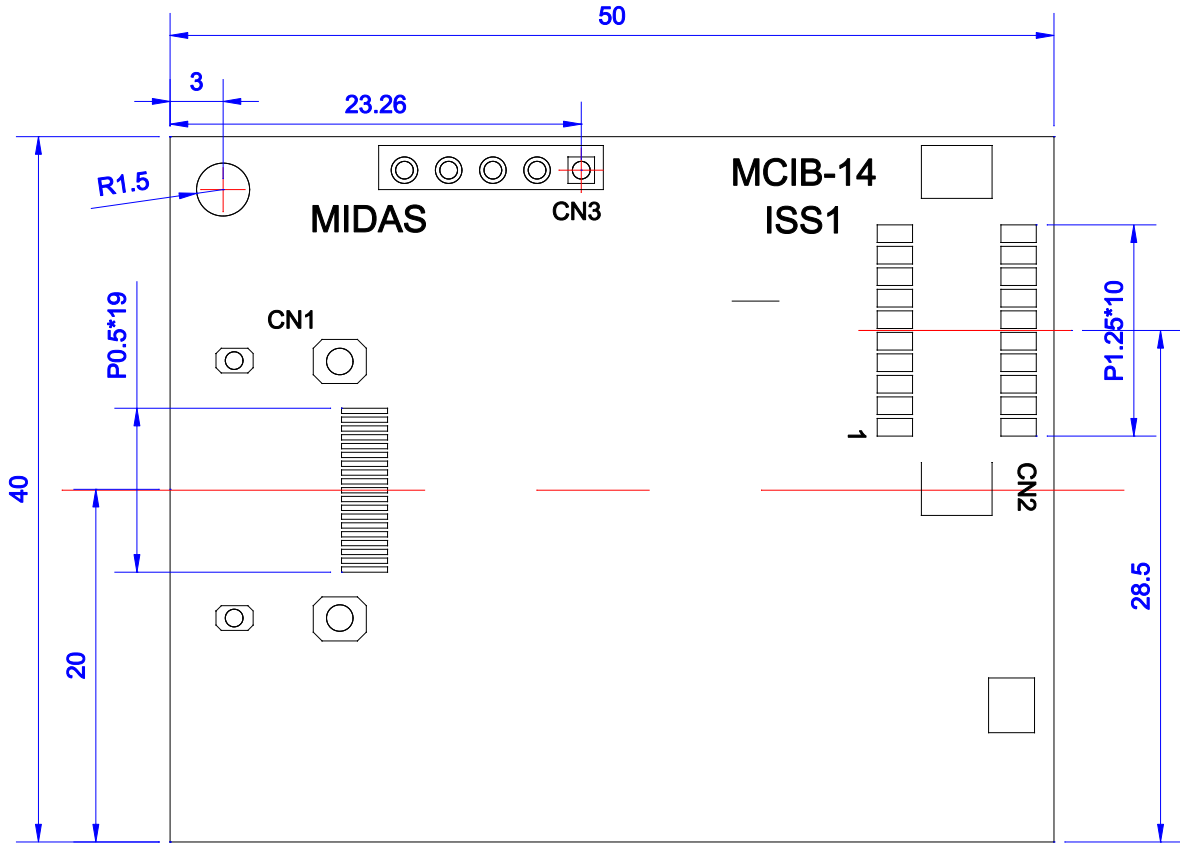 50
3
23.26
R1.5
MCIB-14
ISS1
MIDAS
CN3
P0.5*19
CN1
P1.25*10
1
CN2
40
20
28.5